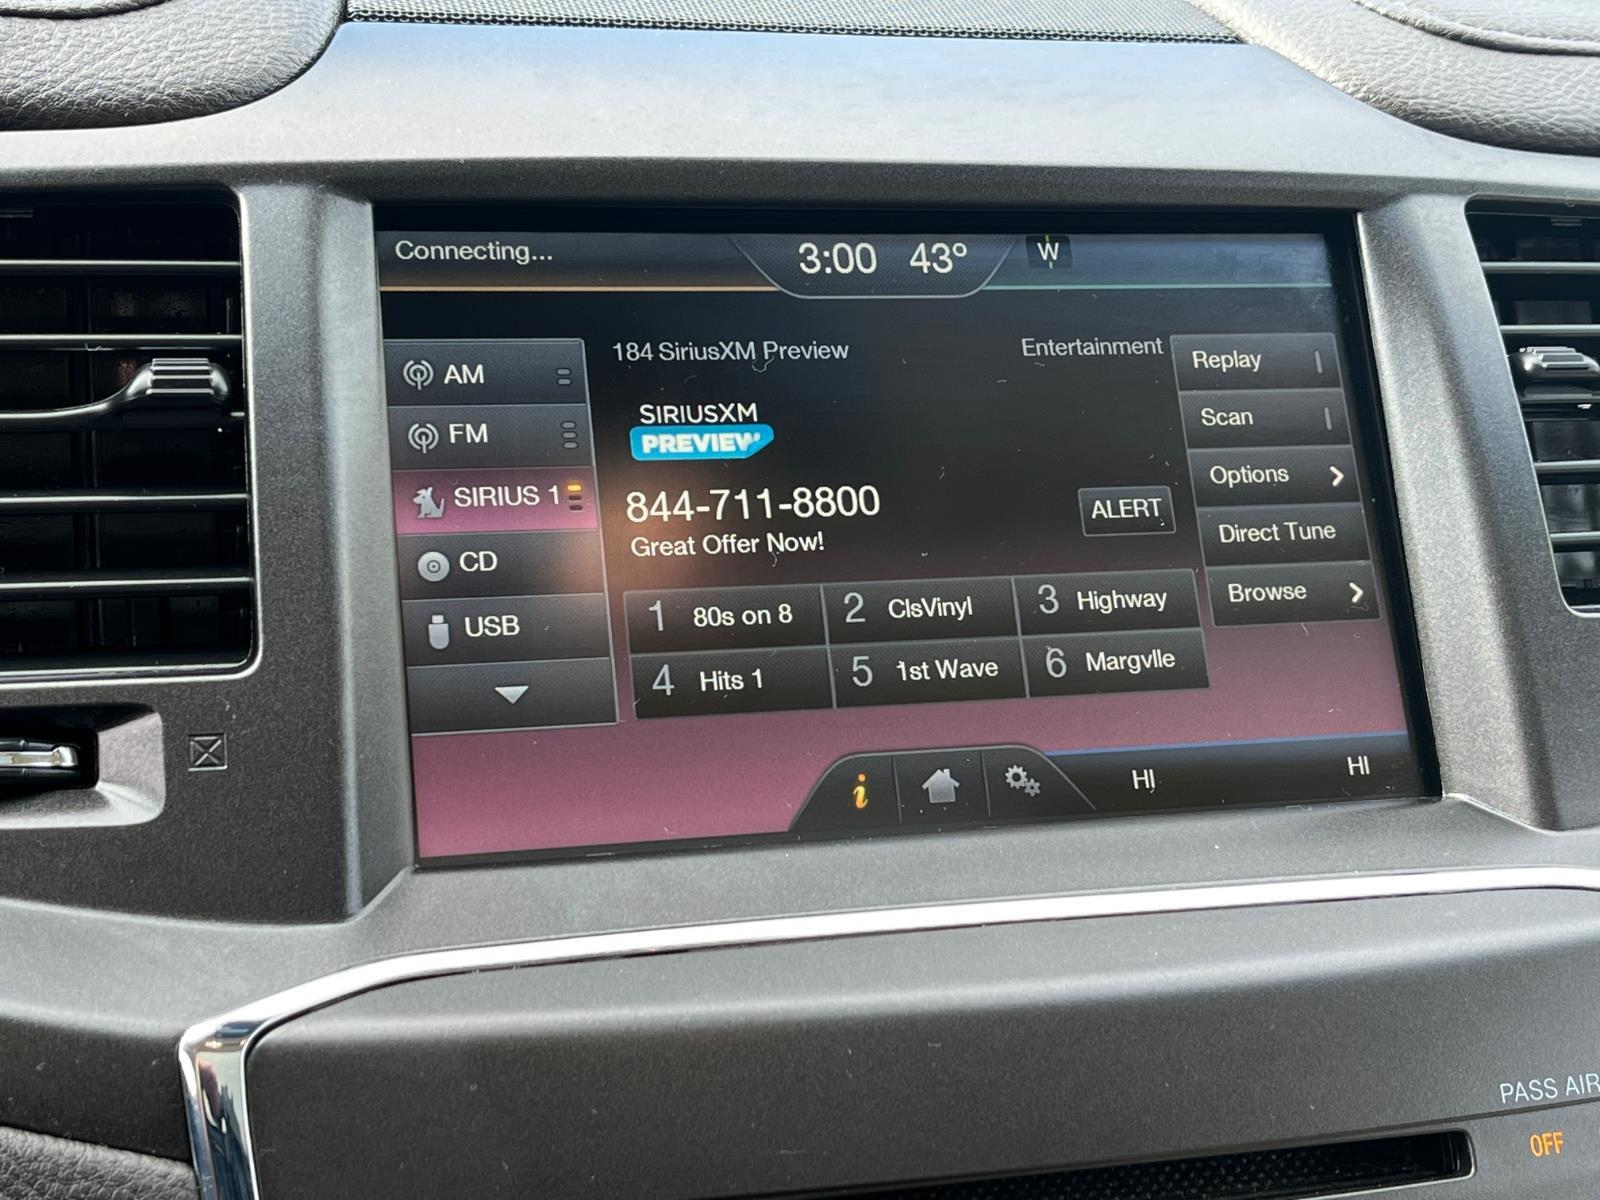 Connecting...
3:00 43º
W
184 SiriusXM Preview
Entertainment
AM
FM
SIRIUS 1
CD
USB
SIRIUSXM
PREVIEW
844-711-8800
Great Offer Now!
ALERT
Replay
Scan
Options
Direct Tune
Browse
1 80s on 8
2 ClsVinyl
3 Highway
4 Hits 1
5 1st Wave
6 Margvlle
i
HI
HI
PASS AIR
OFF